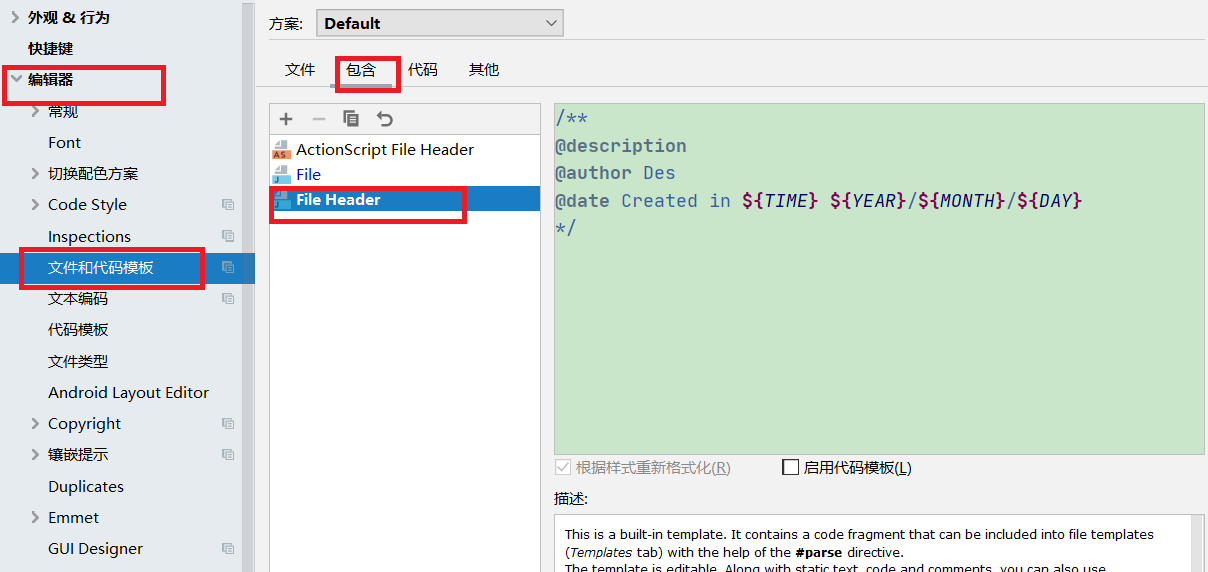 外观 & 行为
快捷键
编辑器
常规
Font
切换配色方案
Code Style
Inspections
文件和代码模板
文本编码
代码模板
文件类型
Android Layout Editor
Copyright
镶嵌提示
Duplicates
Emmet
GUI Designer
方案: Default
文件 包含 代码 其他
ActionScript File Header
File
File Header
/**
@description
@author Des
@date Created in ${TIME} ${YEAR}/${MONTH}/${DAY}
*/
根据样式重新格式化(R) 启用代码模板(L)
描述:
This is a built-in template. It contains a code fragment that can be included into file templates
(Templates tab) with the help of the #parse directive.
The template is editable. Along with static text, code and comments, you can also use